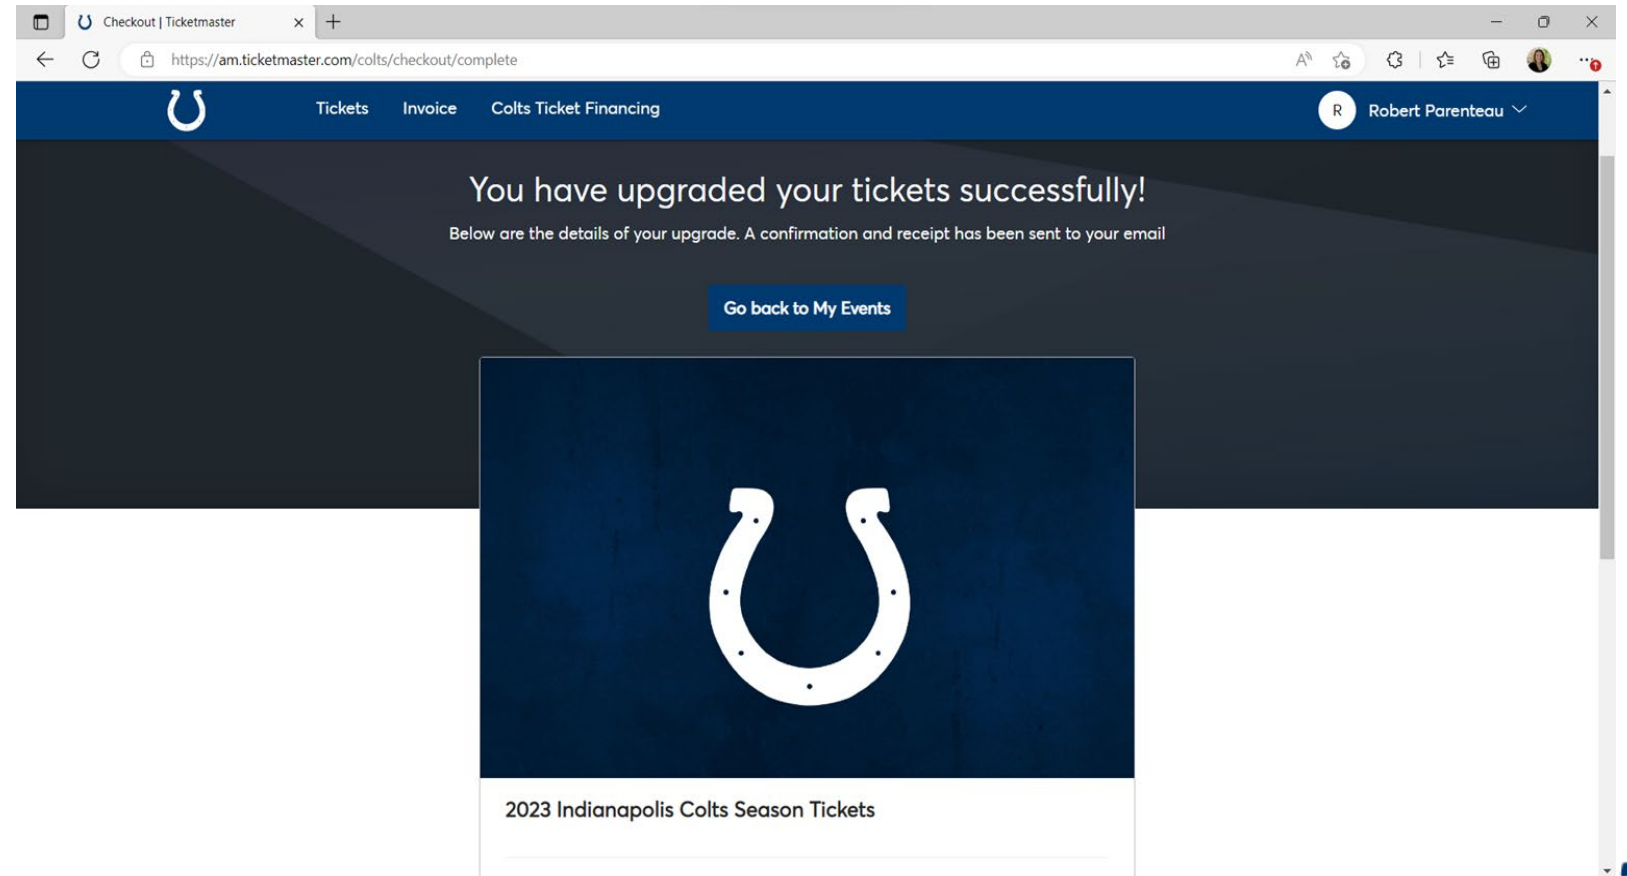 Checkout | Ticketmaster
https://am.ticketmaster.com/colts/checkout/complete
Tickets Invoice Colts Ticket Financing R Robert Parenteau
You have upgraded your tickets successfully!
Below are the details of your upgrade. A confirmation and receipt has been sent to your email
Go back to My Events
2023 Indianapolis Colts Season Tickets